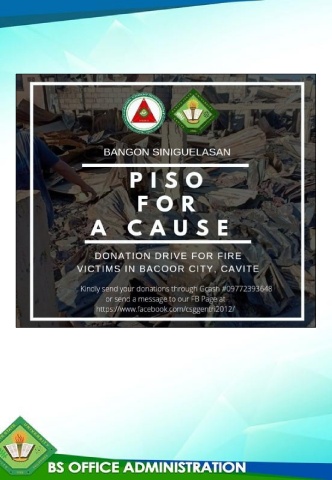 BANGON SINIGUELASAN
PISO
FOR
A CAUSE
DONATION DRIVE FOR FIRE
VICTIMS IN BACOOR CITY, CAVITE
Kindly send your donations through Gcash #09772393648
or send a message to our FB Page at
https://www.facebook.com/csggentri2012/
BS OFFICE ADMINISTRATION